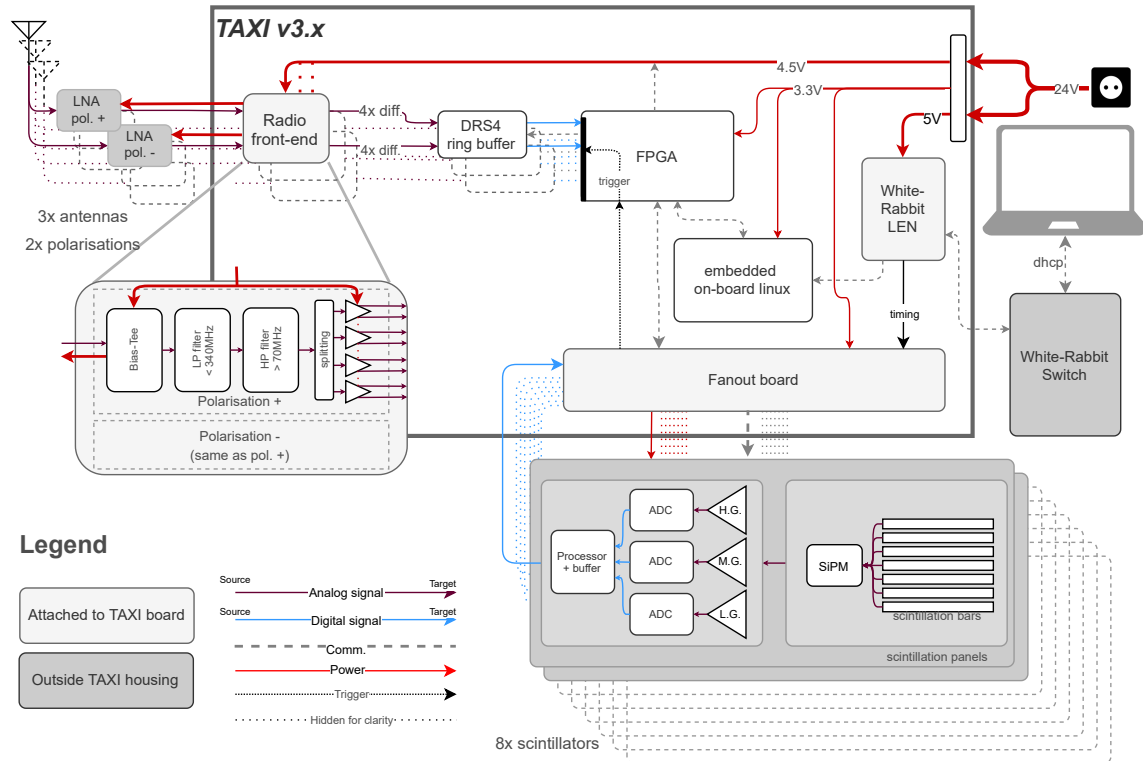 TAXI v3.x
4.5V
3.3V
24V
5V
LNA
pol. +
LNA
pol. -
Radio
front-end
4x diff.
4x diff.
DRS4
ring buffer
FPGA
trigger
White-
Rabbit
LEN
3x antennas
2x polarisations
embedded
on-board linux
dhcp
timing
Bias-Tee
LP filter
< 340MHz
HP filter
> 70MHz
splitting
Polarisation +
Polarisation -
(same as pol. +)
Fanout board
White-Rabbit
Switch
Processor
+ buffer
ADC
H.G.
ADC
M.G.
ADC
L.G.
SiPM
scintillation bars
scintillation panels
8x scintillators
Legend
Attached to TAXI board
Outside TAXI housing
Source
Target
Analog signal
Source
Target
Digital signal
Comm.
Power
Trigger
Hidden for clarity